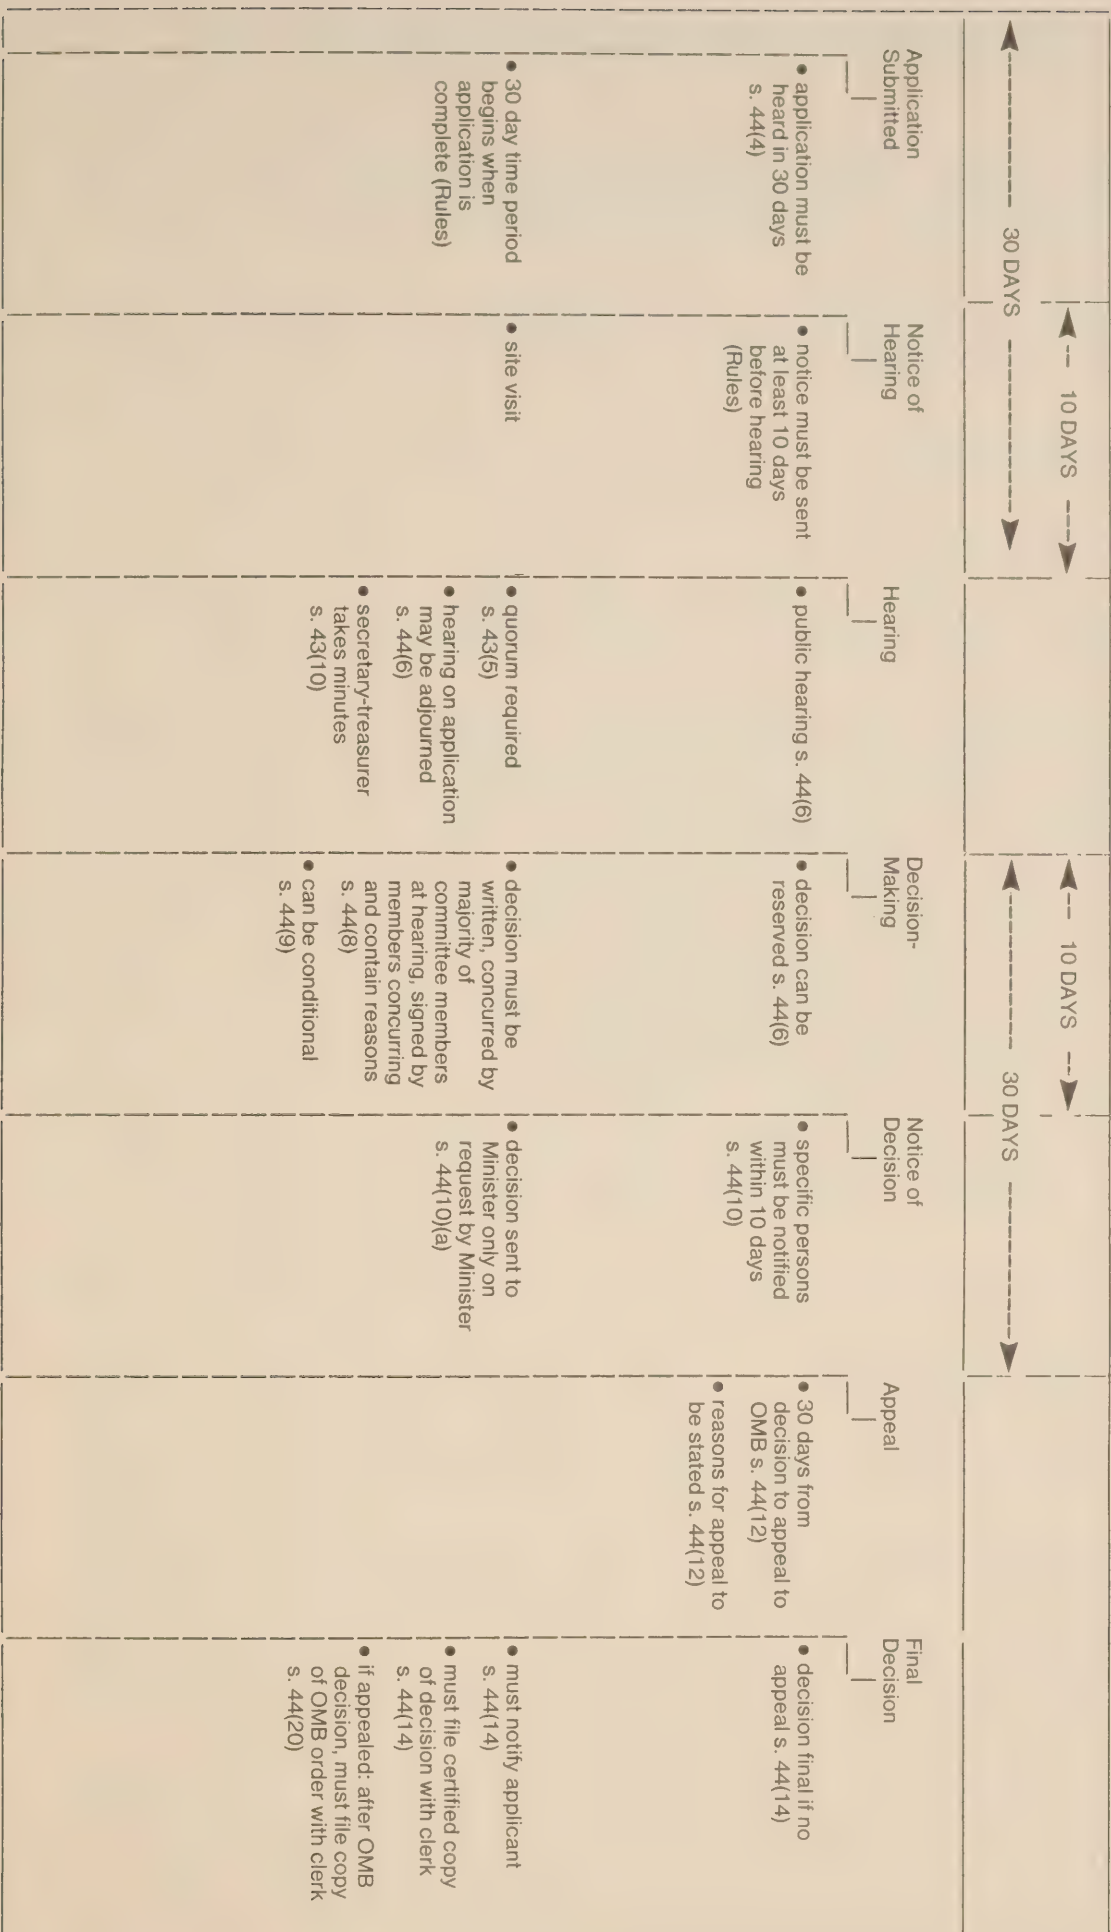 10 DAYS
30 DAYS
10 DAYS
30 DAYS
Application
Submitted
• application must be
heard in 30 days
s. 44(4)
• 30 day time period
begins when
application is
complete (Rules)
Notice of
Hearing
• notice must be sent
at least 10 days
before hearing
(Rules)
• site visit
Hearing
• public hearing s. 44(6)
• quorum required
s. 43(5)
• hearing on application
may be adjourned
s. 44(6)
• secretary-treasurer
takes minutes
s. 43(10)
Decision-
Making
• decision can be
reserved s. 44(6)
• decision must be
written, concurred by
majority of
committee members
at hearing, signed by
members concurring
and contain reasons
s. 44(8)
• can be conditional
s. 44(9)
Notice of
Decision
• specific persons
must be notified
within 10 days
s. 44(10)
• decision sent to
Minister only on
request by Minister
s. 44(10)(a)
Appeal
• 30 days from
decision to appeal to
OMB s. 44(12)
• reasons for appeal to
be stated s. 44(12)
Final
Decision
• decision final if no
appeal s. 44(14)
• must notify applicant
s. 44(14)
• must file certified copy
of decision with clerk
s. 44(14)
• if appealed: after OMB
decision, must file copy
of OMB order with clerk
s. 44(20)